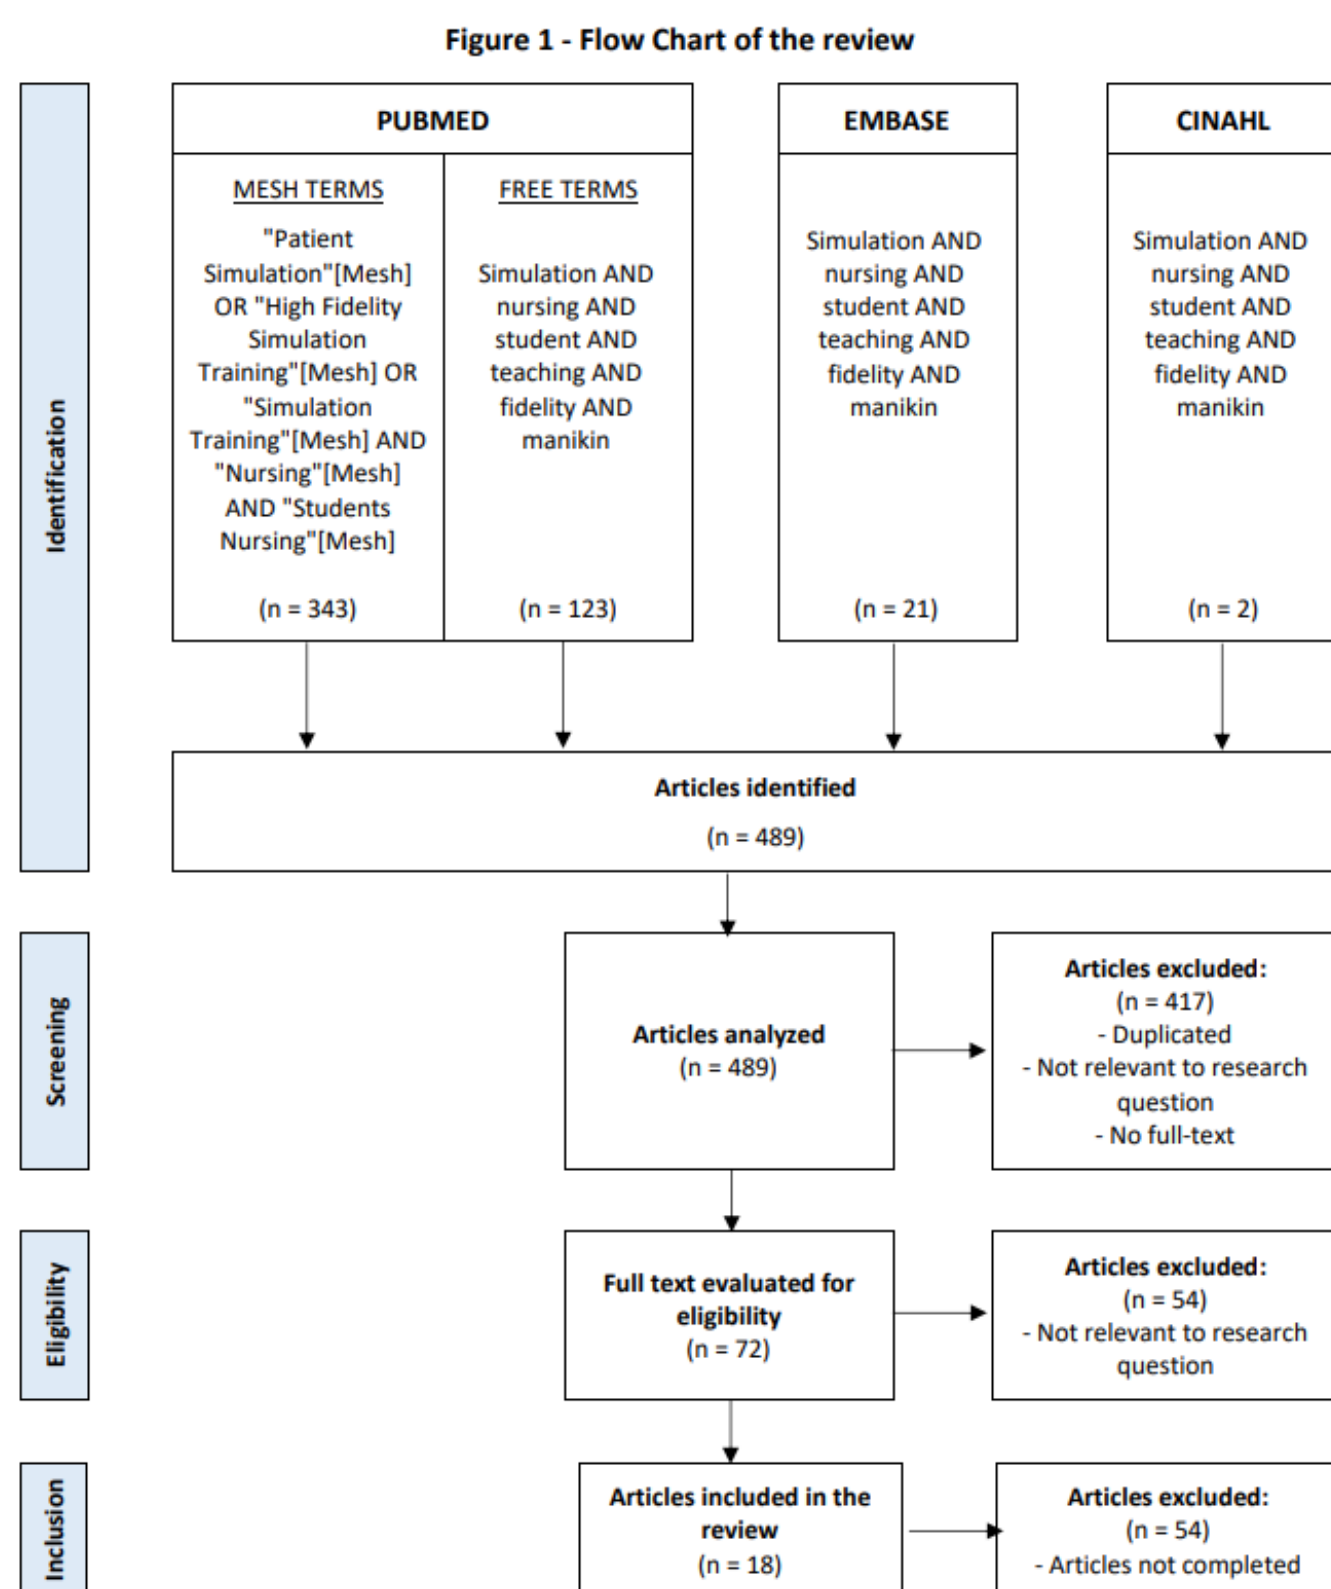 Figure 1 - Flow Chart of the review
Identification
PUBMED
MESH TERMS
"Patient
Simulation"[Mesh]
OR "High Fidelity
Simulation
Training"[Mesh] OR
"Simulation
Training"[Mesh] AND
"Nursing"[Mesh]
AND "Students
Nursing"[Mesh]
(n = 343)
FREE TERMS
Simulation AND
nursing AND
student AND
teaching AND
fidelity AND
manikin
(n = 123)
EMBASE
Simulation AND
nursing AND
student AND
teaching AND
fidelity AND
manikin
(n = 21)
CINAHL
Simulation AND
nursing AND
student AND
teaching AND
fidelity AND
manikin
(n = 2)
Articles identified
(n = 489)
Screening
Articles analyzed
(n = 489)
Articles excluded:
(n = 417)
- Duplicated
- Not relevant to research
question
- No full-text
Eligibility
Full text evaluated for
eligibility
(n = 72)
Articles excluded:
(n = 54)
- Not relevant to research
question
Inclusion
Articles included in the
review
(n = 18)
Articles excluded:
(n = 54)
- Articles not completed